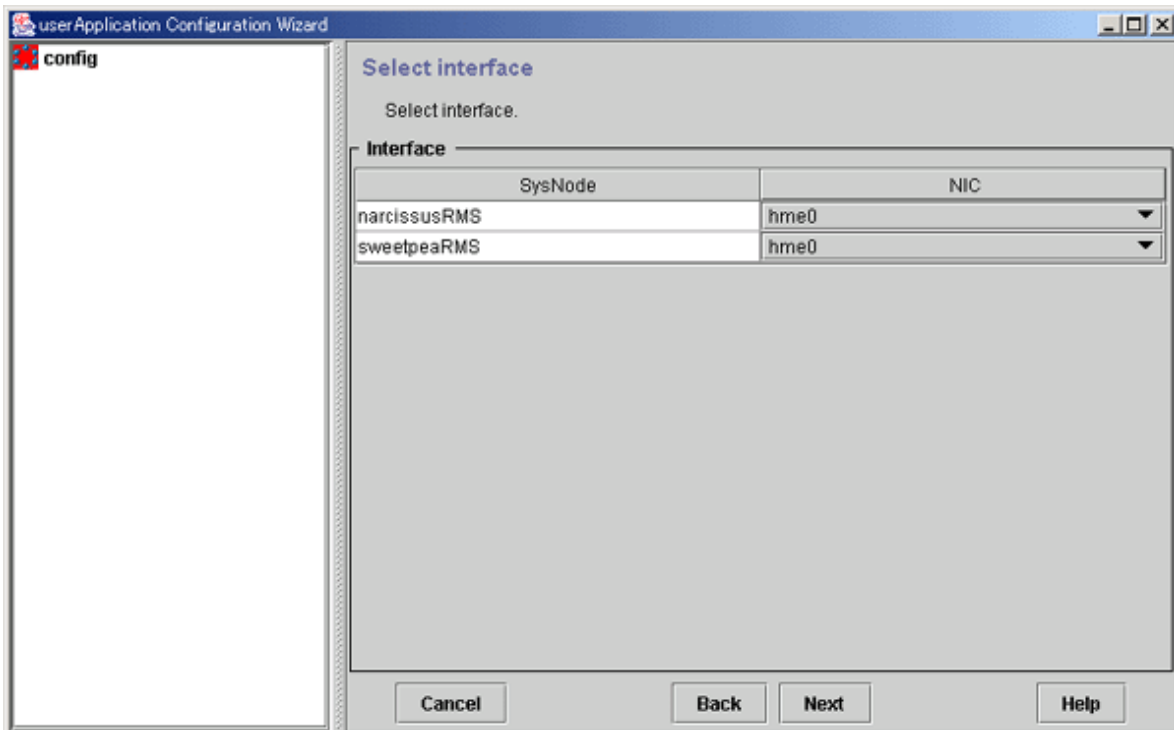 userApplication Configuration Wizard
config
Select interface
Select interface.
Interface
SysNode NIC
narcissusRMS hme0
sweetpeaRMS hme0
Cancel Back Next Help